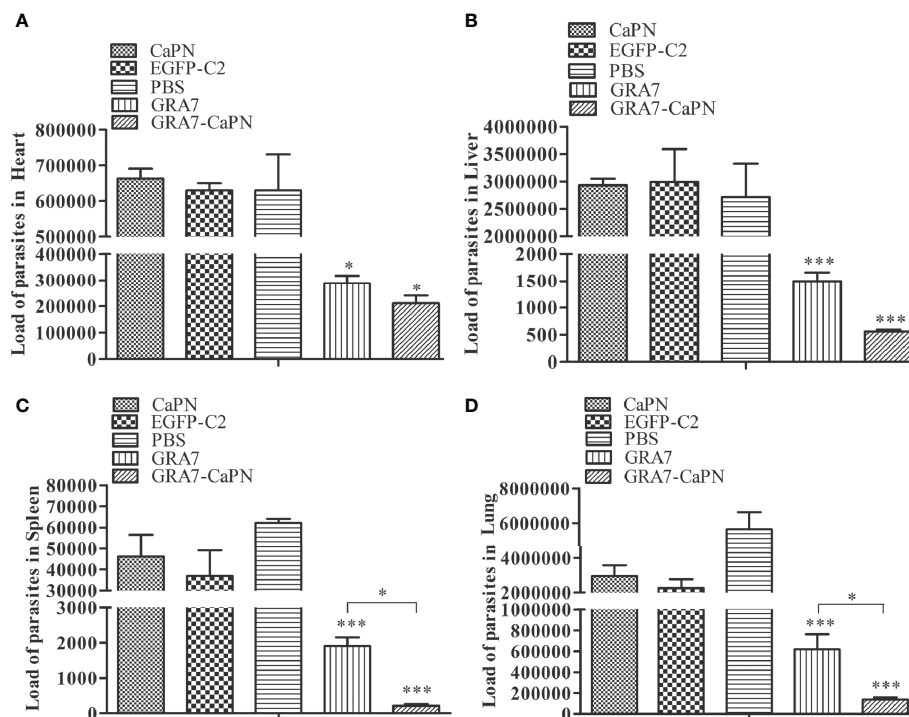 A
CaPN
EGFP-C2
PBS
GRA7
GRA7-CaPN
Load of parasites in Heart
800000
700000
600000
500000
400000
300000
200000
100000
0
*
*
B
CaPN
EGFP-C2
PBS
GRA7
GRA7-CaPN
Load of parasites in Liver
4000000
3500000
3000000
2500000
2000000
2000
1500
1000
500
0
***
***
C
CaPN
EGFP-C2
PBS
GRA7
GRA7-CaPN
Load of parasites in Spleen
80000
70000
60000
50000
40000
30000
3000
2000
1000
0
***
*
***
D
CaPN
EGFP-C2
PBS
GRA7
GRA7-CaPN
Load of parasites in Lung
8000000
6000000
4000000
2000000
1000000
800000
600000
400000
200000
0
***
*
***